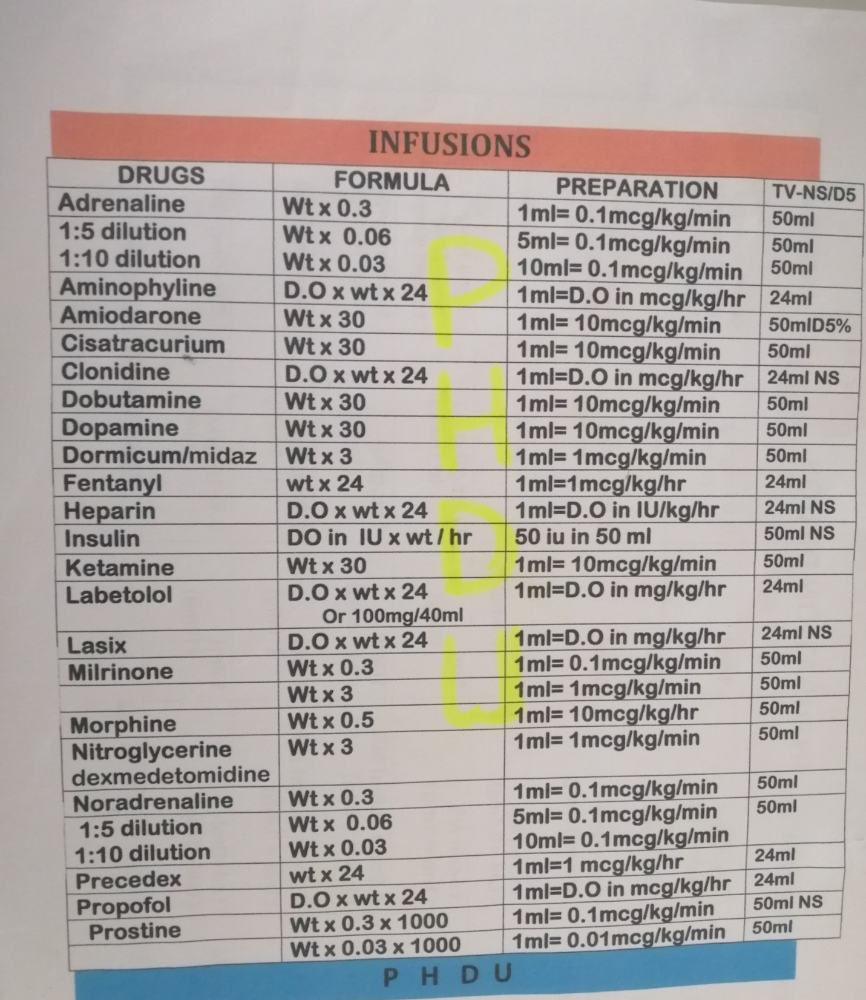 INFUSIONS
DRUGS FORMULA PREPARATION TV-NS/D5
Adrenaline Wt x 0.3 1ml= 0.1mcg/kg/min 50ml
1:5 dilution Wt x 0.06 5ml= 0.1mcg/kg/min 50ml
1:10 dilution Wt x 0.03 10ml= 0.1mcg/kg/min 50ml
Aminophyline D.O x wt x 24 1ml=D.O in mcg/kg/hr 24ml
Amiodarone Wt x 30 1ml= 10mcg/kg/min 50mlD5%
Cisatracurium Wt x 30 1ml= 10mcg/kg/min 50ml
Clonidine D.O x wt x 24 1ml=D.O in mcg/kg/hr 24ml NS
Dobutamine Wt x 30 1ml= 10mcg/kg/min 50ml
Dopamine Wt x 30 1ml= 10mcg/kg/min 50ml
Dormicum/midaz Wt x 3 1ml= 1mcg/kg/min 50ml
Fentanyl wt x 24 1ml=1mcg/kg/hr 24ml
Heparin D.O x wt x 24 1ml=D.O in IU/kg/hr 24ml NS
Insulin DO in IU x wt / hr 50 iu in 50 ml 50ml NS
Ketamine Wt x 30 1ml= 10mcg/kg/min 50ml
Labetolol D.O x wt x 24 1ml=D.O in mg/kg/hr 24ml
Or 100mg/40ml
Lasix D.O x wt x 24 1ml=D.O in mg/kg/hr 24ml NS
Milrinone Wt x 0.3 1ml= 0.1mcg/kg/min 50ml
Wt x 3 1ml= 1mcg/kg/min 50ml
Morphine Wt x 0.5 1ml= 10mcg/kg/hr 50ml
Nitroglycerine Wt x 3 1ml= 1mcg/kg/min 50ml
dexmedetomidine
Noradrenaline Wt x 0.3 1ml= 0.1mcg/kg/min 50ml
1:5 dilution Wt x 0.06 5ml= 0.1mcg/kg/min 50ml
1:10 dilution Wt x 0.03 10ml= 0.1mcg/kg/min
Precedex wt x 24 1ml=1 mcg/kg/hr 24ml
Propofol D.O x wt x 24 1ml=D.O in mcg/kg/hr 24ml
Prostine Wt x 0.3 x 1000 1ml= 0.1mcg/kg/min 50ml NS
Wt x 0.03 x 1000 1ml= 0.01mcg/kg/min 50ml
P H D U
P
H
D
U